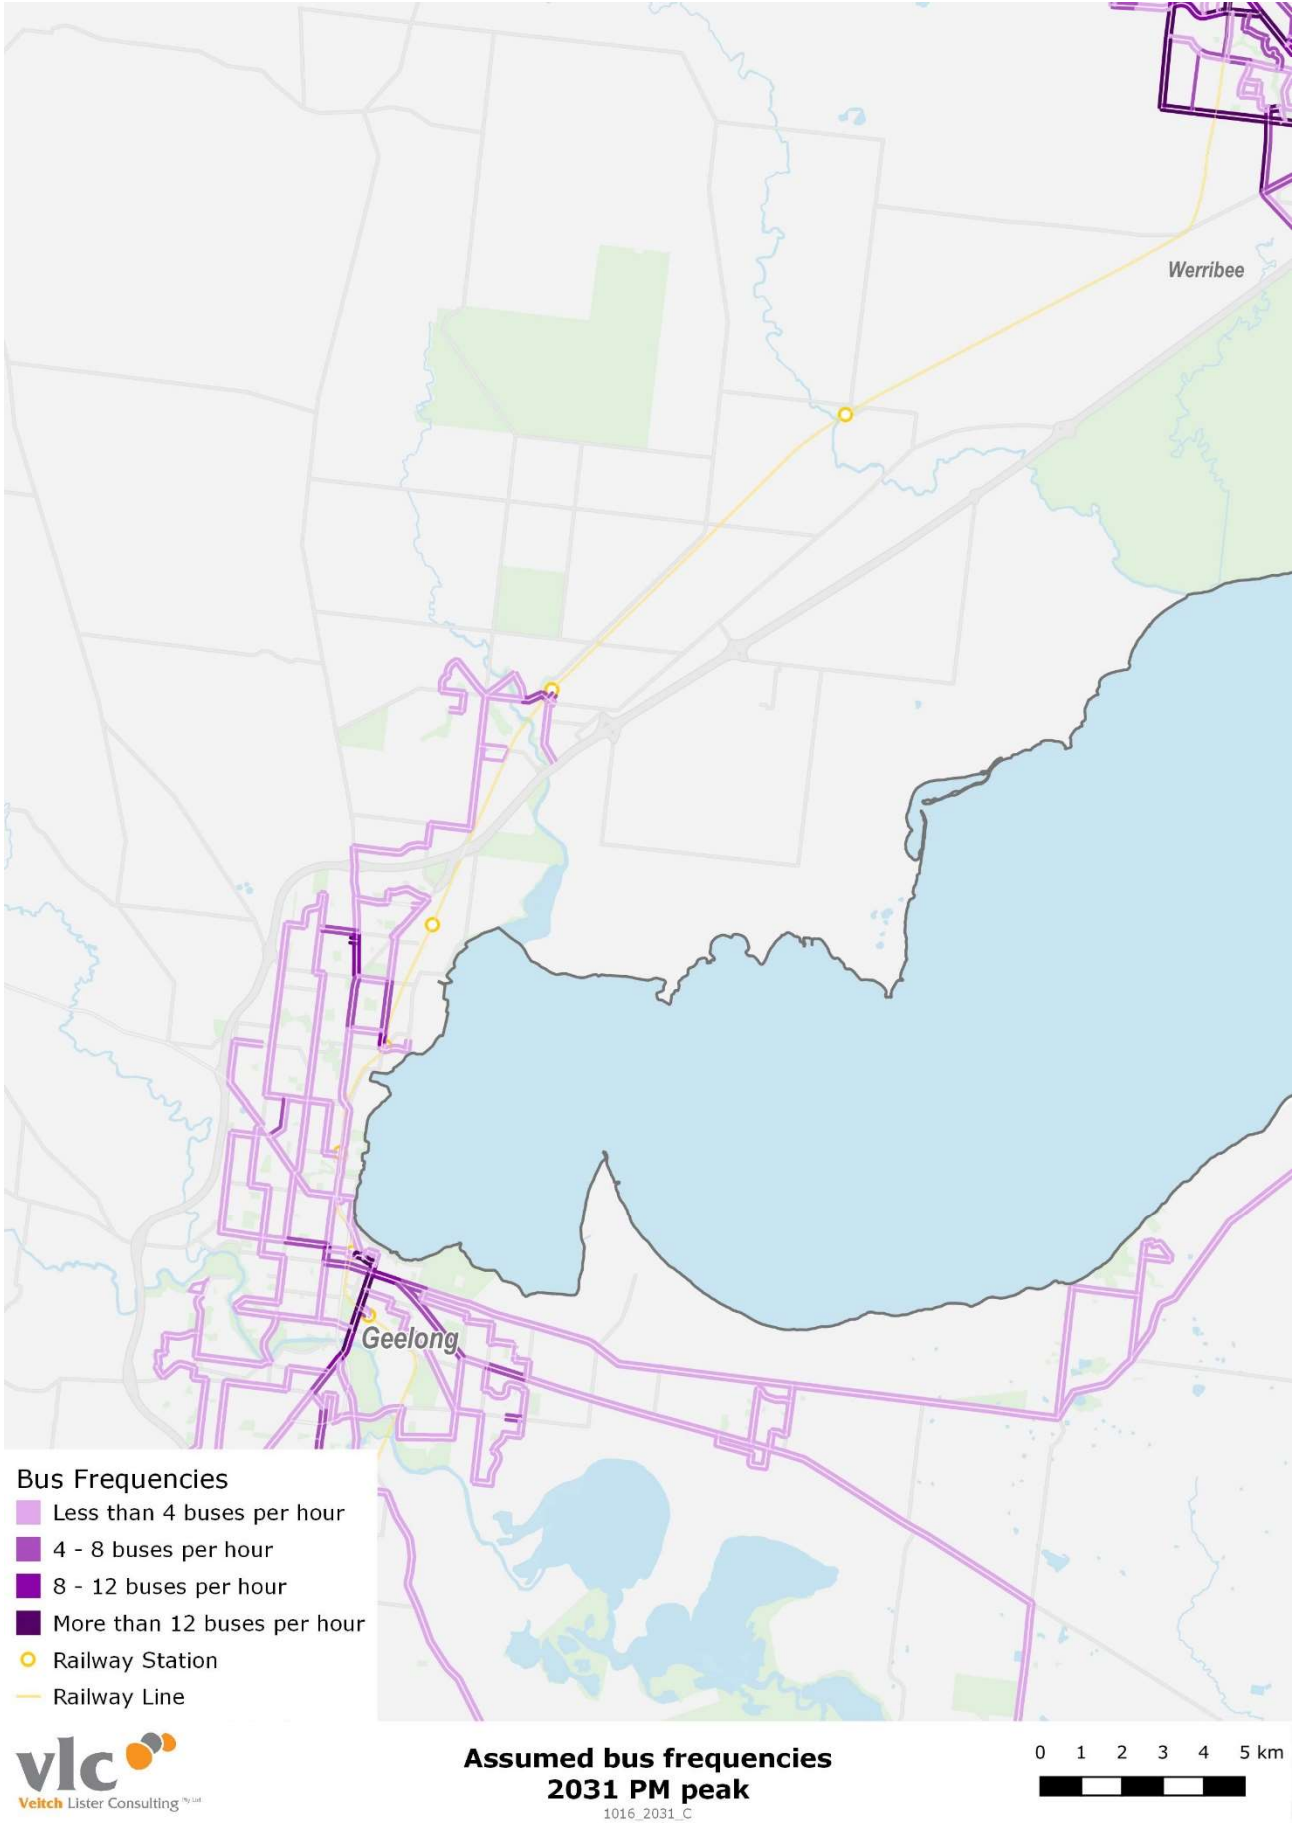 Werribee
Geelong
Bus Frequencies
Less than 4 buses per hour
4 - 8 buses per hour
8 - 12 buses per hour
More than 12 buses per hour
Railway Station
Railway Line
vlc
Veitch Lister Consulting Pty Ltd
Assumed bus frequencies
2031 PM peak
1016_2031_C
0 1 2 3 4 5 km